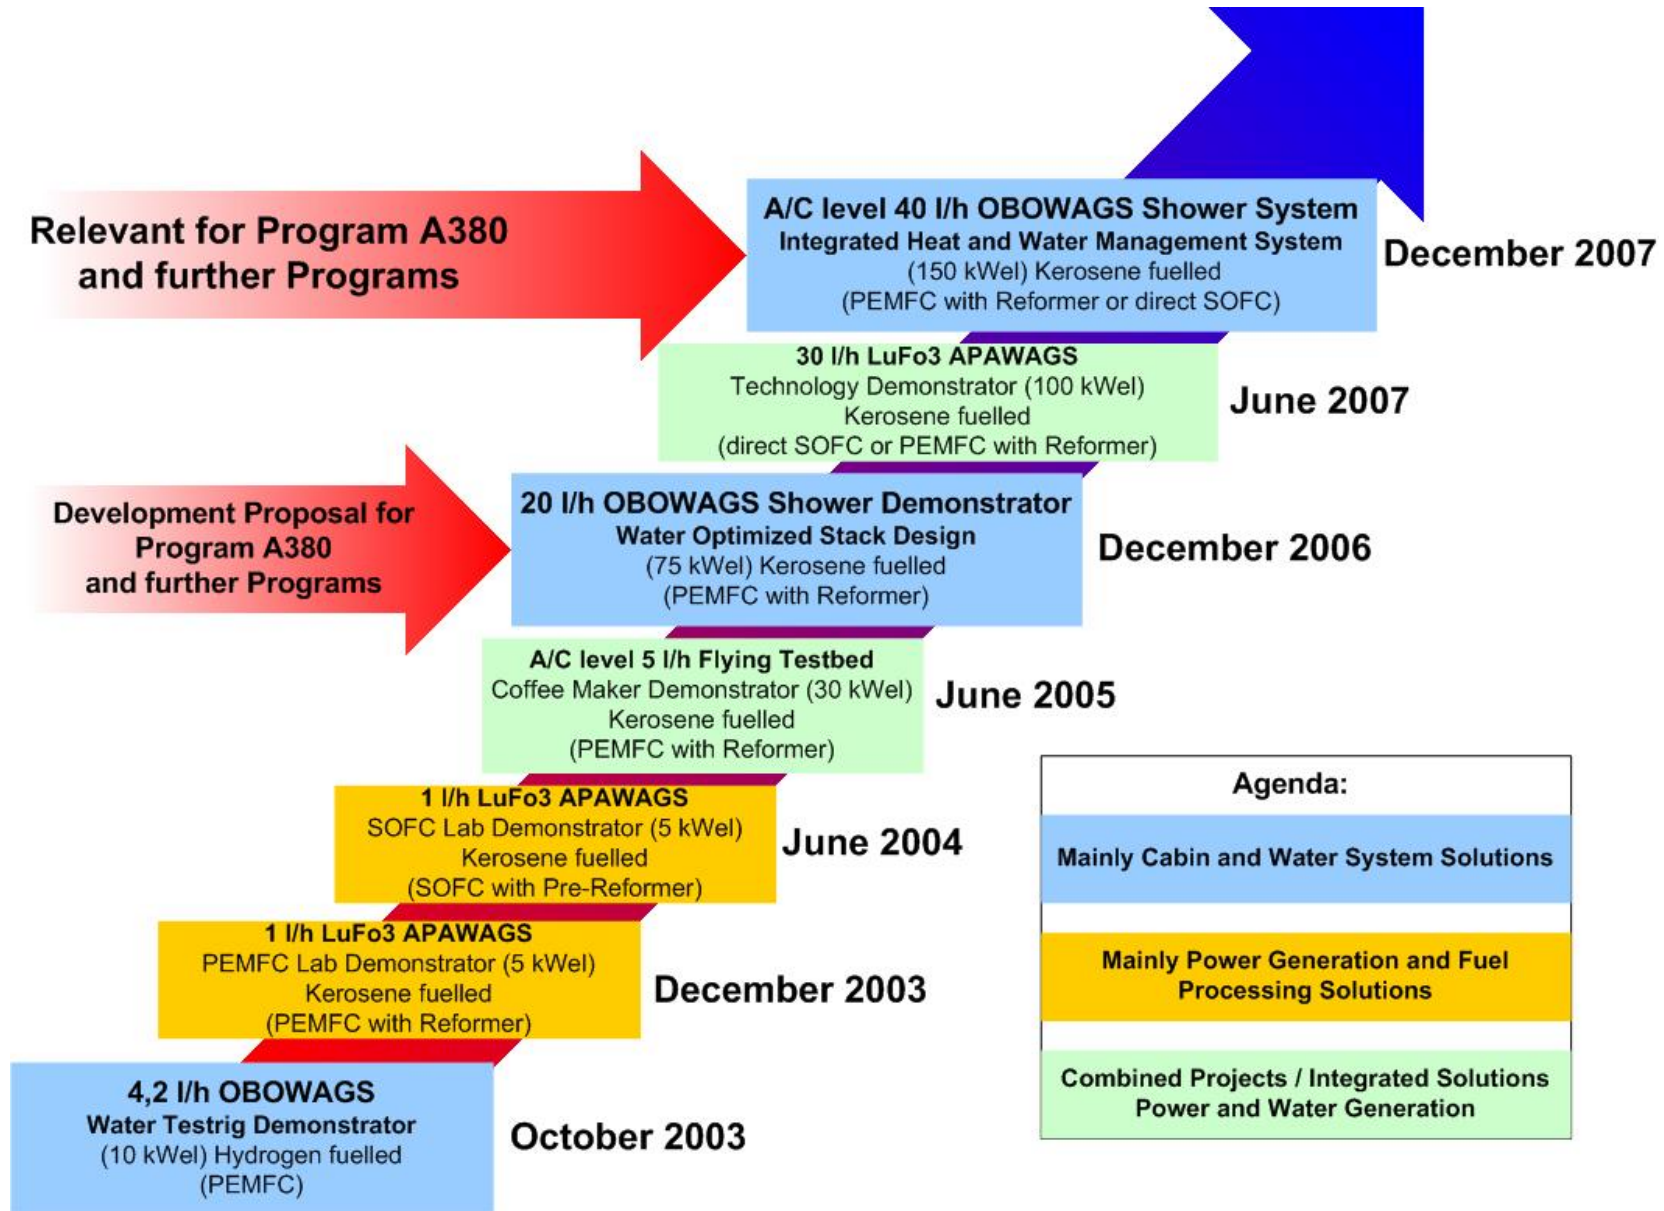 Relevant for Program A380
and further Programs
A/C level 40 l/h OBOWAGS Shower System
Integrated Heat and Water Management System
(150 kWel) Kerosene fuelled
(PEMFC with Reformer or direct SOFC)
December 2007
30 l/h LuFo3 APAWAGS
Technology Demonstrator (100 kWel)
Kerosene fuelled
(direct SOFC or PEMFC with Reformer)
June 2007
Development Proposal for
Program A380
and further Programs
20 l/h OBOWAGS Shower Demonstrator
Water Optimized Stack Design
(75 kWel) Kerosene fuelled
(PEMFC with Reformer)
December 2006
A/C level 5 l/h Flying Testbed
Coffee Maker Demonstrator (30 kWel)
Kerosene fuelled
(PEMFC with Reformer)
June 2005
1 l/h LuFo3 APAWAGS
SOFC Lab Demonstrator (5 kWel)
Kerosene fuelled
(SOFC with Pre-Reformer)
June 2004
1 l/h LuFo3 APAWAGS
PEMFC Lab Demonstrator (5 kWel)
Kerosene fuelled
(PEMFC with Reformer)
December 2003
4,2 l/h OBOWAGS
Water Testrig Demonstrator
(10 kWel) Hydrogen fuelled
(PEMFC)
October 2003
Agenda:
Mainly Cabin and Water System Solutions
Mainly Power Generation and Fuel
Processing Solutions
Combined Projects / Integrated Solutions
Power and Water Generation